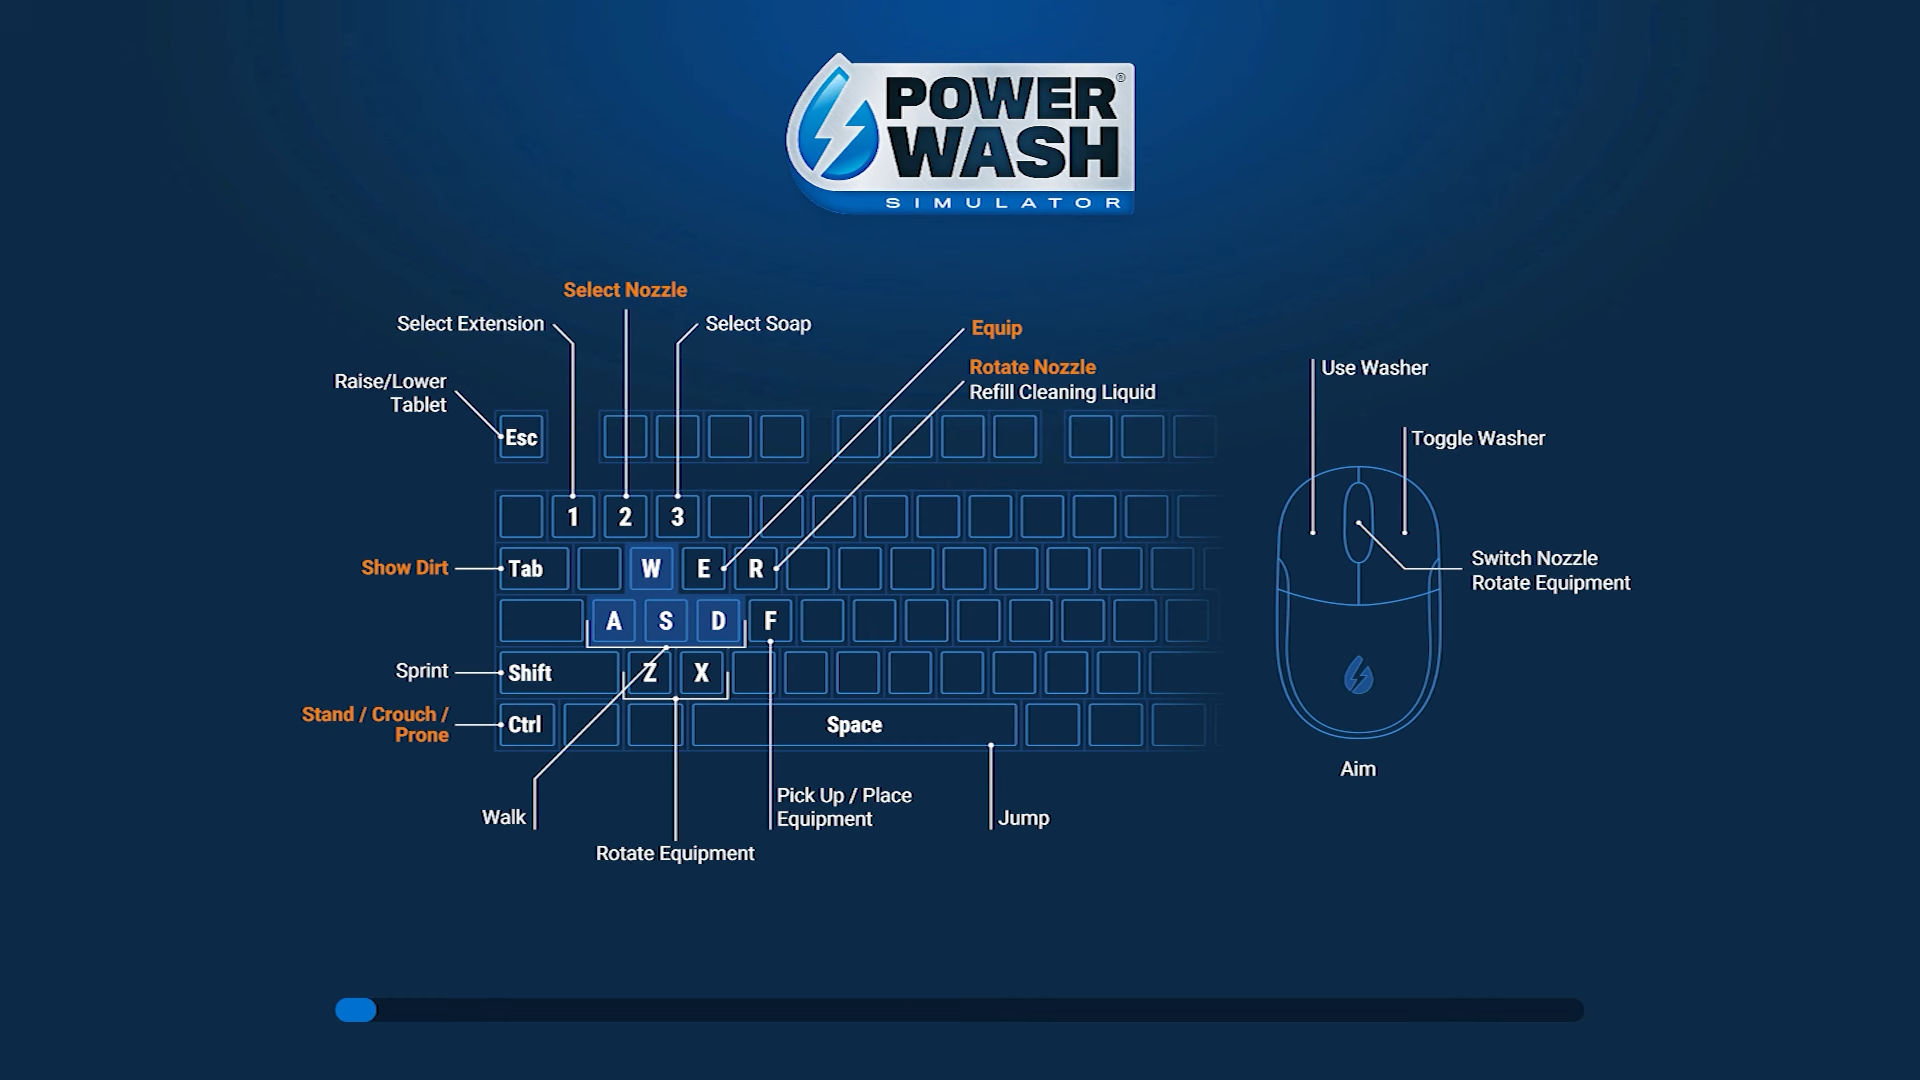 POWER®
WASH
SIMULATOR
Select Nozzle
Select Extension
Select Soap
Equip
Rotate Nozzle
Refill Cleaning Liquid
Use Washer
Raise/Lower
Tablet
Esc
Toggle Washer
1 2 3
Switch Nozzle
Rotate Equipment
Show Dirt
Tab W E R
A S D F
Sprint
Shift Z X
Stand / Crouch /
Prone
Ctrl Space
Aim
Walk
Pick Up / Place
Equipment
Jump
Rotate Equipment